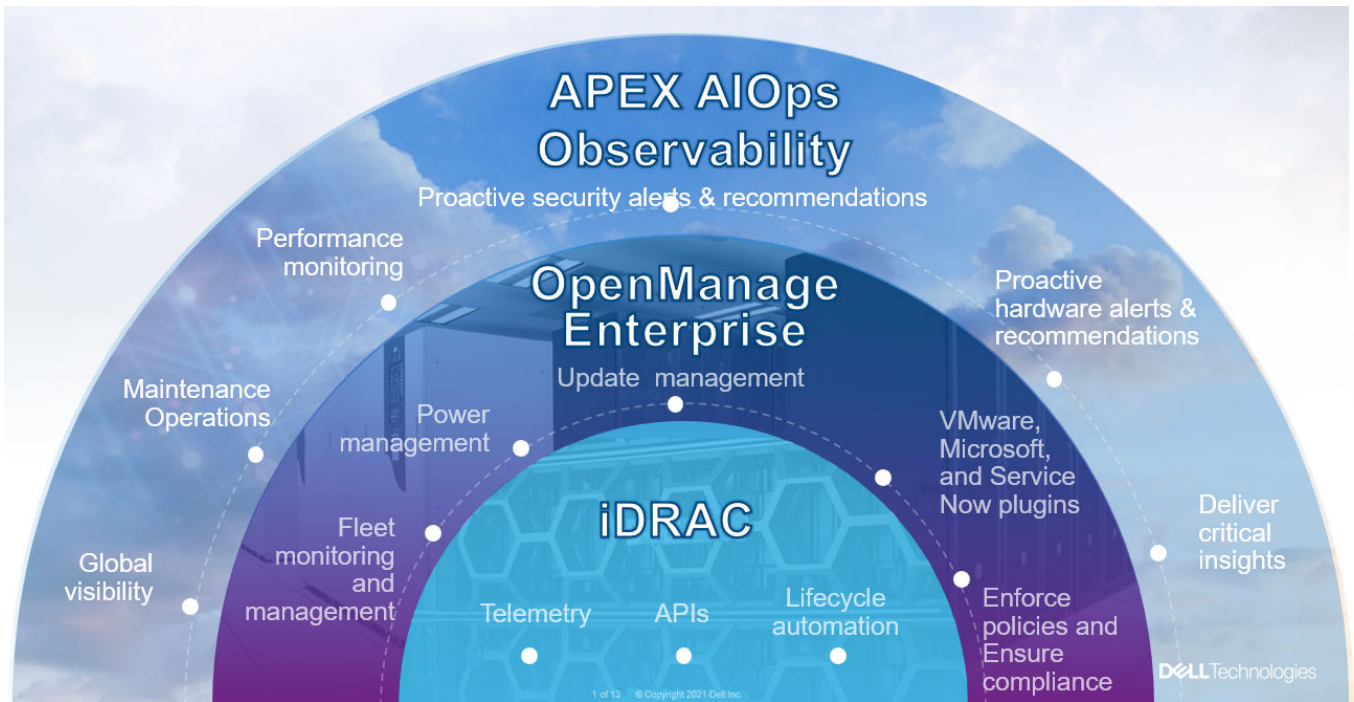 APEX AIOps
Observability
Proactive security alerts & recommendations
Performance
monitoring
Proactive
hardware alerts &
recommendations
Maintenance
Operations
Global
visibility
Deliver
critical
insights
OpenManage
Enterprise
Update management
Power
management
VMware,
Microsoft,
and Service
Now plugins
Fleet
monitoring
and
management
Enforce
policies and
Ensure
compliance
iDRAC
Telemetry
APIs
Lifecycle
automation
DELL Technologies
1 of 13 © Copyright 2021 Dell Inc.